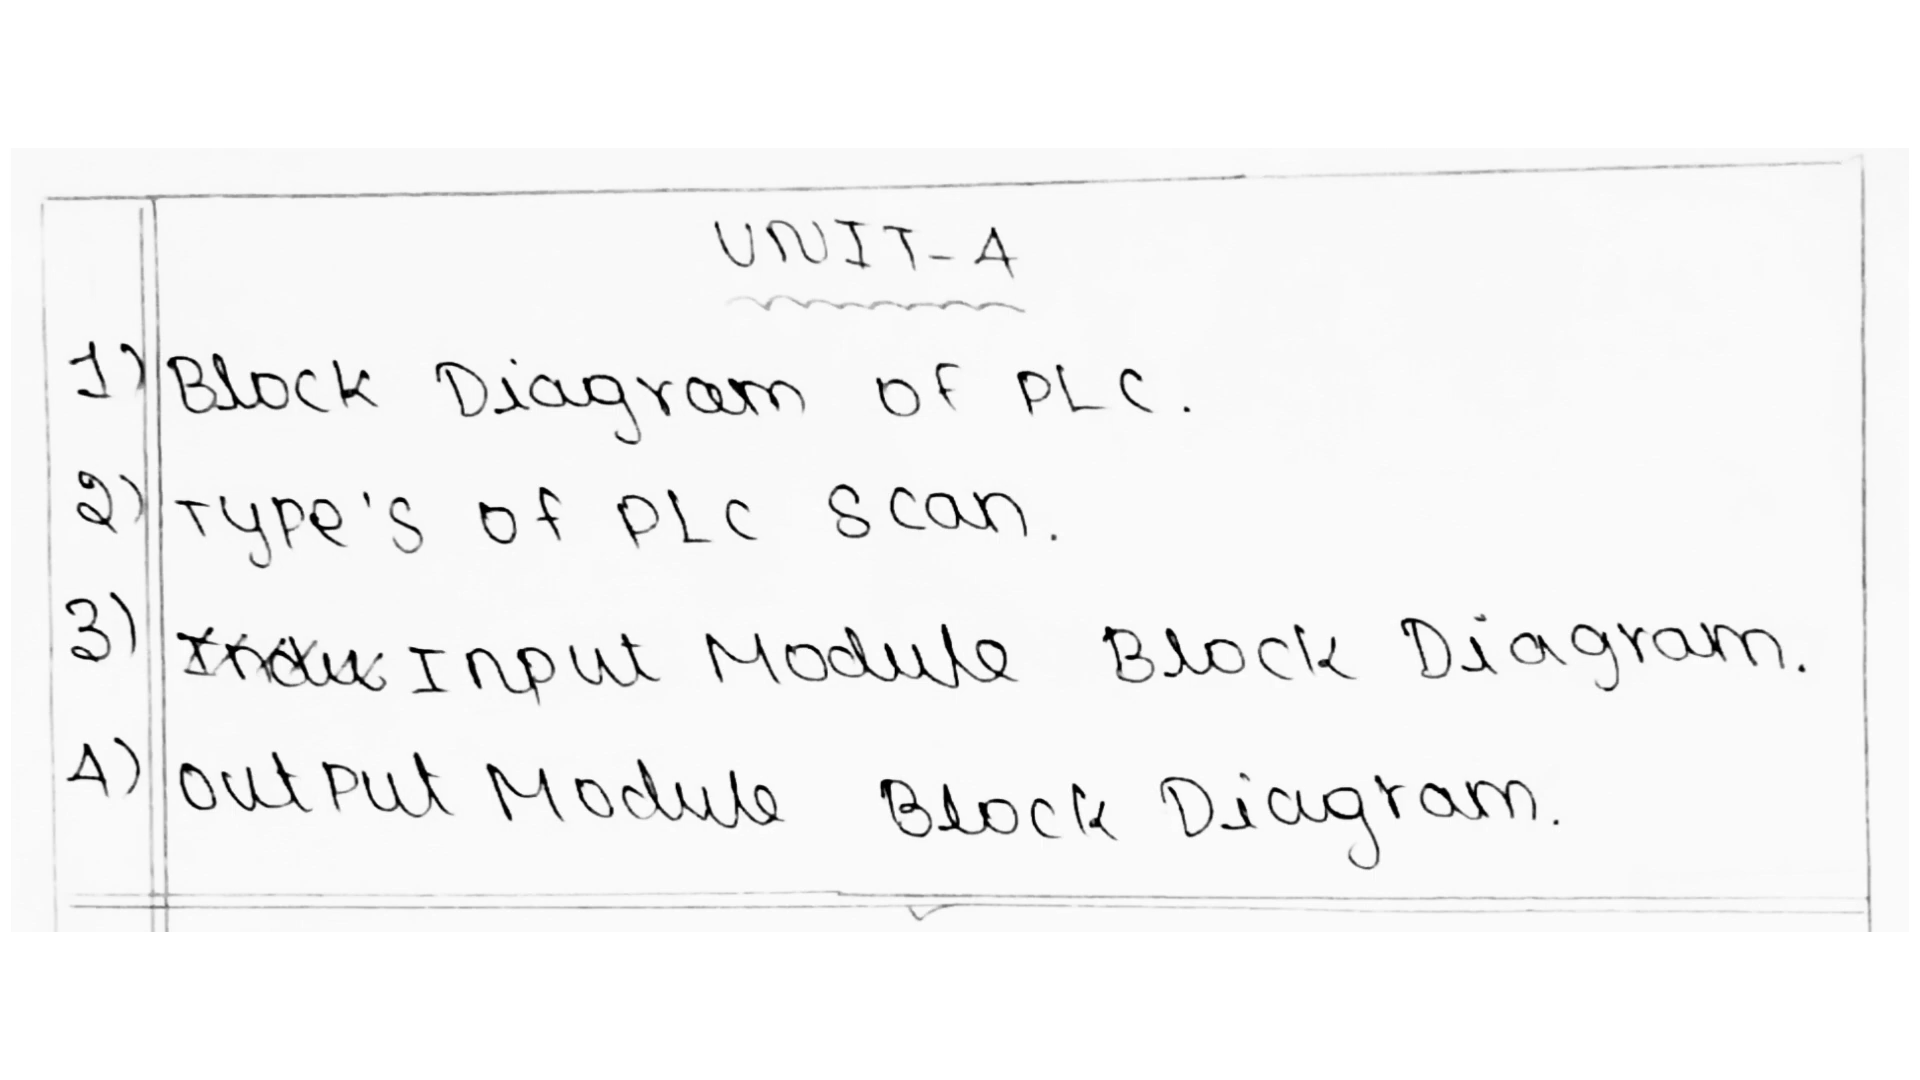 UNIT-4
1) Block Diagram of PLC.
2) Type's of PLC Scan.
3) Input Module Block Diagram.
4) Output Module Block Diagram.